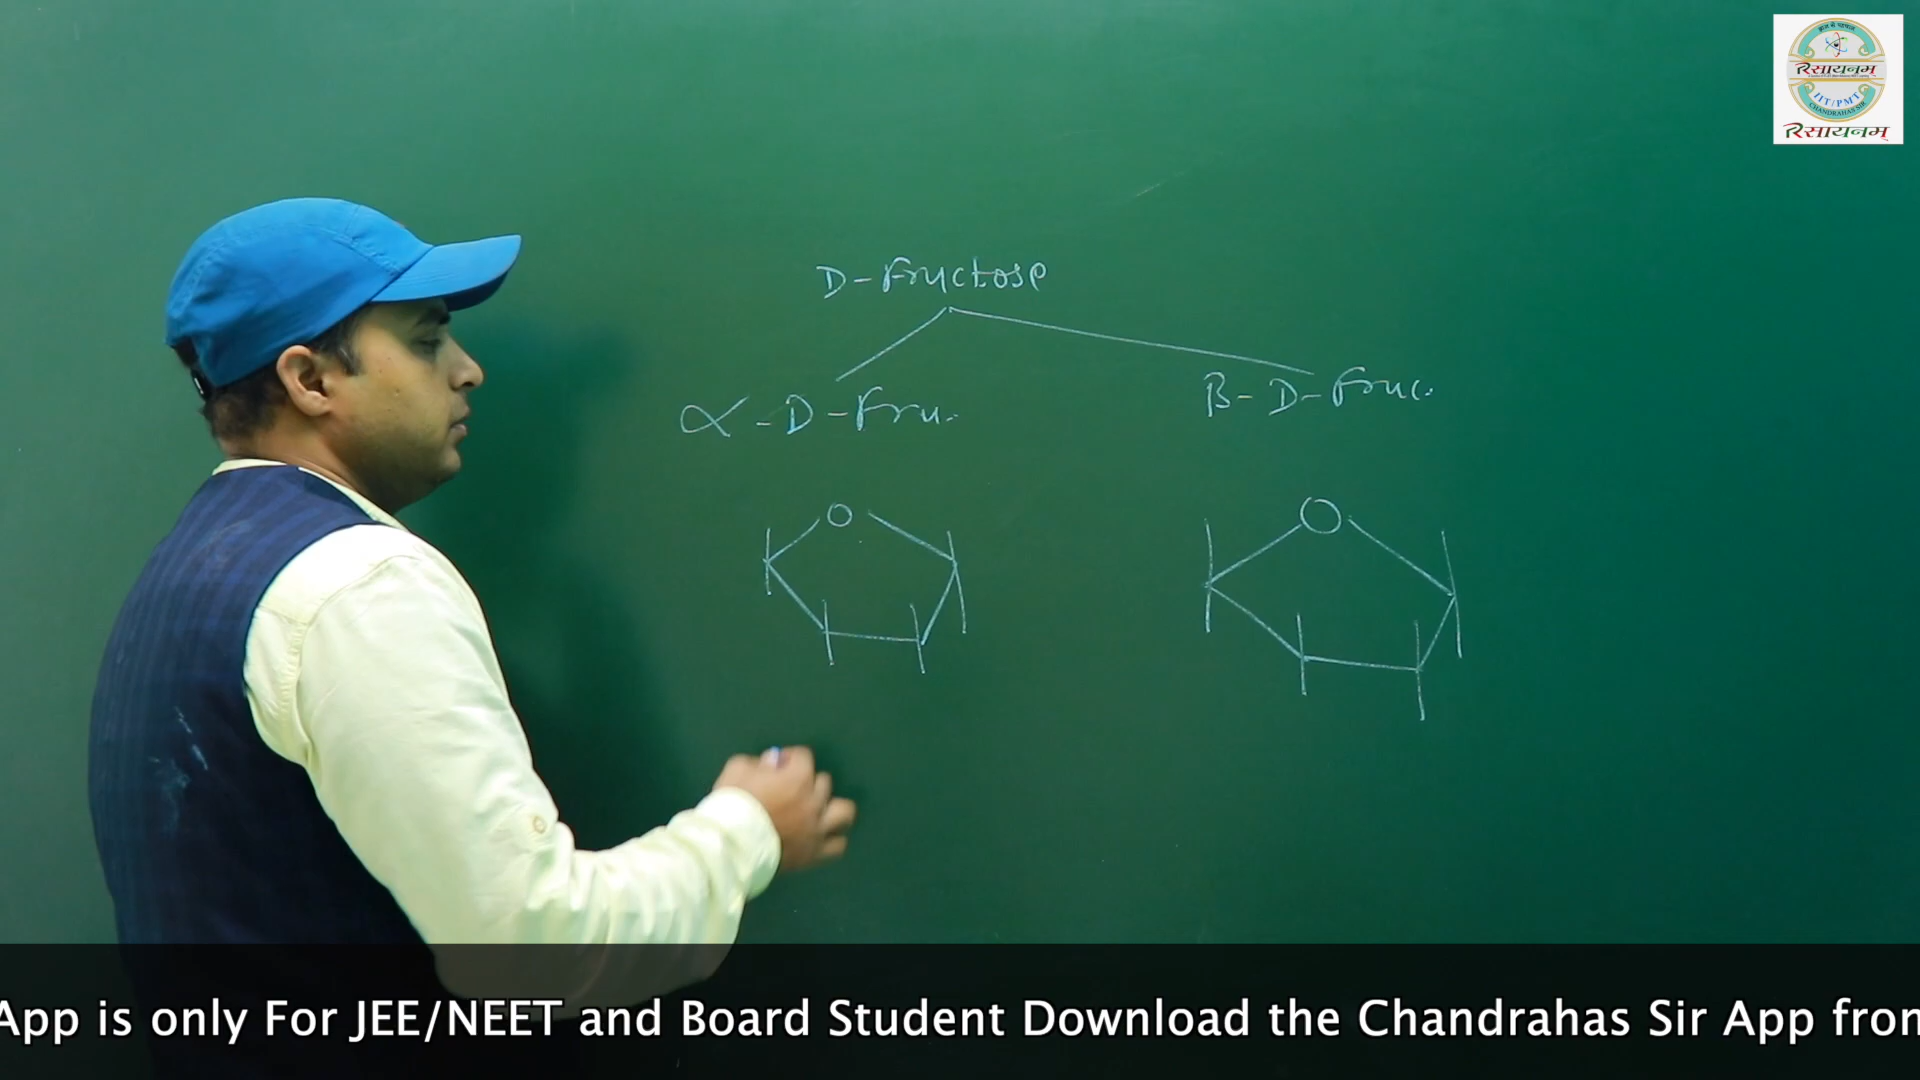 रसायनम्
IIT/PMT
CHANDRAHAS SIR
रसायनम्
D-Fructose
α-D-Fru.
β-D-Fruc.
O
O
App is only For JEE/NEET and Board Student Download the Chandrahas Sir App from